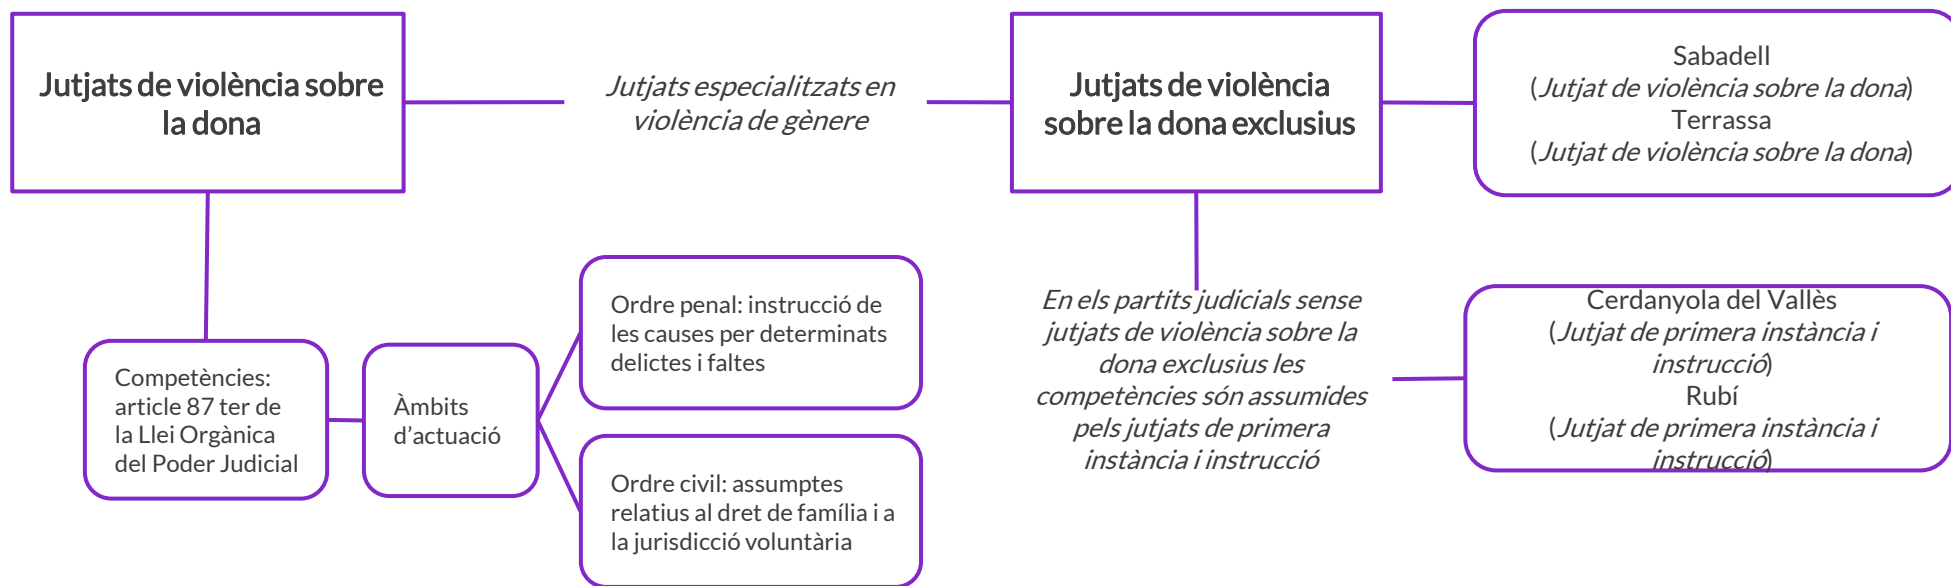 Jutjats de violència sobre
la dona
Jutjats especialitzats en
violència de gènere
Jutjats de violència
sobre la dona exclusius
Sabadell
(Jutjat de violència sobre la dona)
Terrassa
(Jutjat de violència sobre la dona)
Competències:
article 87 ter de
la Llei Orgànica
del Poder Judicial
Àmbits
d’actuació
Ordre penal: instrucció de
les causes per determinats
delictes i faltes
Ordre civil: assumptes
relatius al dret de família i a
la jurisdicció voluntària
En els partits judicials sense
jutjats de violència sobre la
dona exclusius les
competències són assumides
pels jutjats de primera
instància i instrucció
Cerdanyola del Vallès
(Jutjat de primera instància i
instrucció)
Rubí
(Jutjat de primera instància i
instrucció)